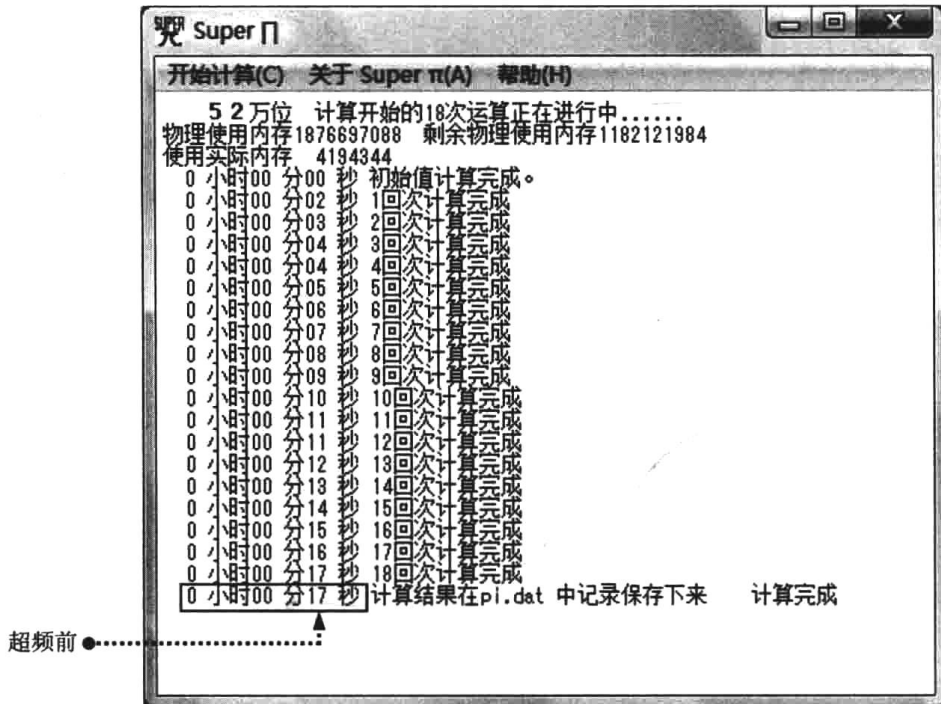 SUPER π Super ∏
开始计算(C) 关于 Super π(A) 帮助(H)
５２万位 计算开始的18次运算正在进行中......
物理使用内存1876697088 剩余物理使用内存1182121984
使用实际内存 4194344
0 小时00 分00 秒 初始值计算完成。
0 小时00 分02 秒 1回次计算完成
0 小时00 分03 秒 2回次计算完成
0 小时00 分04 秒 3回次计算完成
0 小时00 分04 秒 4回次计算完成
0 小时00 分05 秒 5回次计算完成
0 小时00 分06 秒 6回次计算完成
0 小时00 分07 秒 7回次计算完成
0 小时00 分08 秒 8回次计算完成
0 小时00 分09 秒 9回次计算完成
0 小时00 分10 秒 10回次计算完成
0 小时00 分11 秒 11回次计算完成
0 小时00 分11 秒 12回次计算完成
0 小时00 分12 秒 13回次计算完成
0 小时00 分13 秒 14回次计算完成
0 小时00 分14 秒 15回次计算完成
0 小时00 分15 秒 16回次计算完成
0 小时00 分16 秒 17回次计算完成
0 小时00 分17 秒 18回次计算完成
0 小时00 分17 秒 计算结果在pi.dat 中记录保存下来 计算完成
超频前